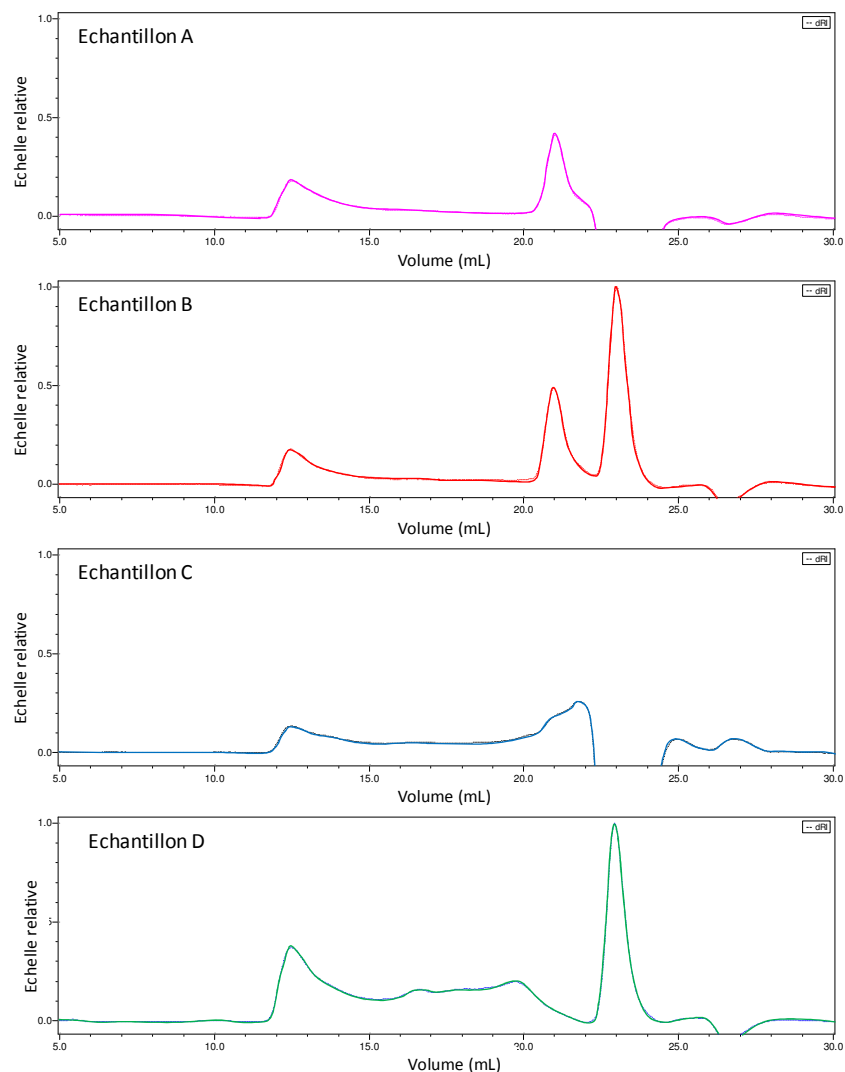 1.0
-- dRI
Echantillon A
Echelle relative
0.5
0.0
5.0 10.0 15.0 20.0 25.0 30.0
Volume (mL)
1.0
-- dRI
Echantillon B
Echelle relative
0.5
0.0
5.0 10.0 15.0 20.0 25.0 30.0
Volume (mL)
1.0
-- dRI
Echantillon C
Echelle relative
0.5
0.0
5.0 10.0 15.0 20.0 25.0 30.0
Volume (mL)
1.0
-- dRI
Echantillon D
Echelle relative
0.0
5.0 10.0 15.0 20.0 25.0 30.0
Volume (mL)